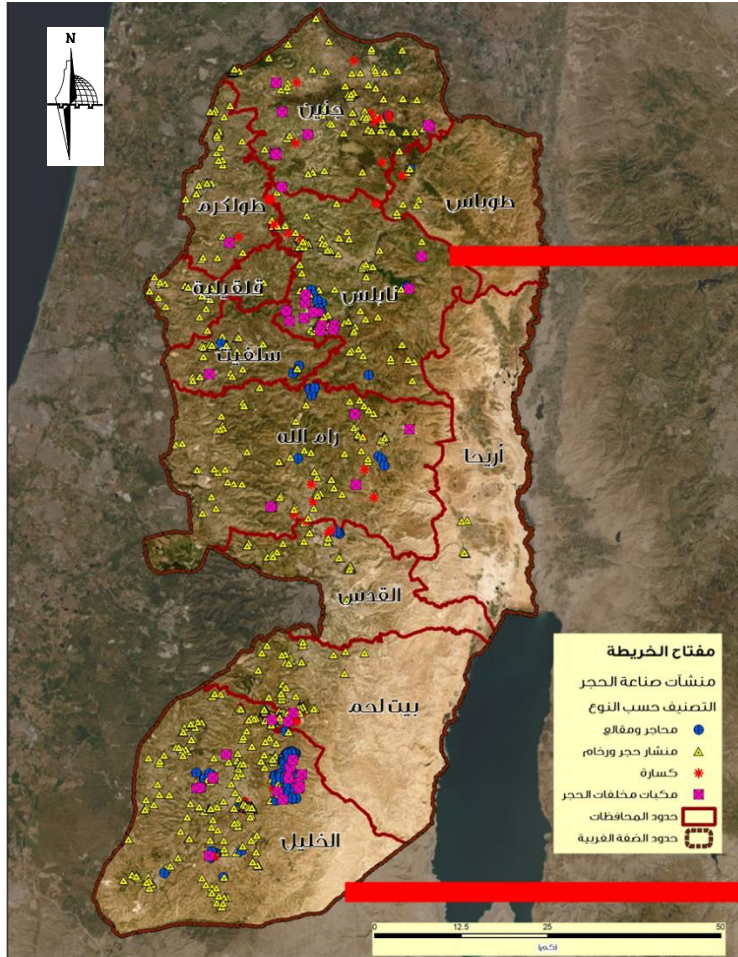 N
جنين
طوباس
طولكرم
نابلس
قلقيلية
سلفيت
رام الله
أريحا
القدس
بيت لحم
الخليل
مفتاح الخريطة
منشآت صناعة الحجر
التصنيف حسب النوع
محاجر ومقالع
منشار حجر ورخام
كسارة
مكبات مخلفات الحجر
حدود المحافظات
حدود الضفة الغربية
0 12.5 25 50
(كم)